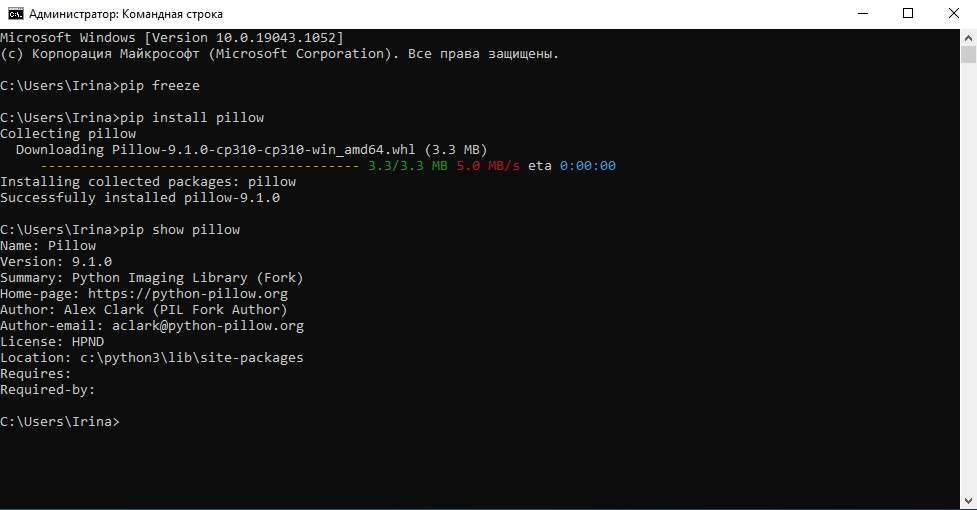 Администратор: Командная строка
Microsoft Windows [Version 10.0.19043.1052]
(c) Корпорация Майкрософт (Microsoft Corporation). Все права защищены.
C:\Users\Irina>pip freeze
C:\Users\Irina>pip install pillow
Collecting pillow
  Downloading Pillow-9.1.0-cp310-cp310-win_amd64.whl (3.3 MB)
     ---------------------------------------- 3.3/3.3 MB 5.0 MB/s eta 0:00:00
Installing collected packages: pillow
Successfully installed pillow-9.1.0
C:\Users\Irina>pip show pillow
Name: Pillow
Version: 9.1.0
Summary: Python Imaging Library (Fork)
Home-page: https://python-pillow.org
Author: Alex Clark (PIL Fork Author)
Author-email: aclark@python-pillow.org
License: HPND
Location: c:\python3\lib\site-packages
Requires:
Required-by:
C:\Users\Irina>